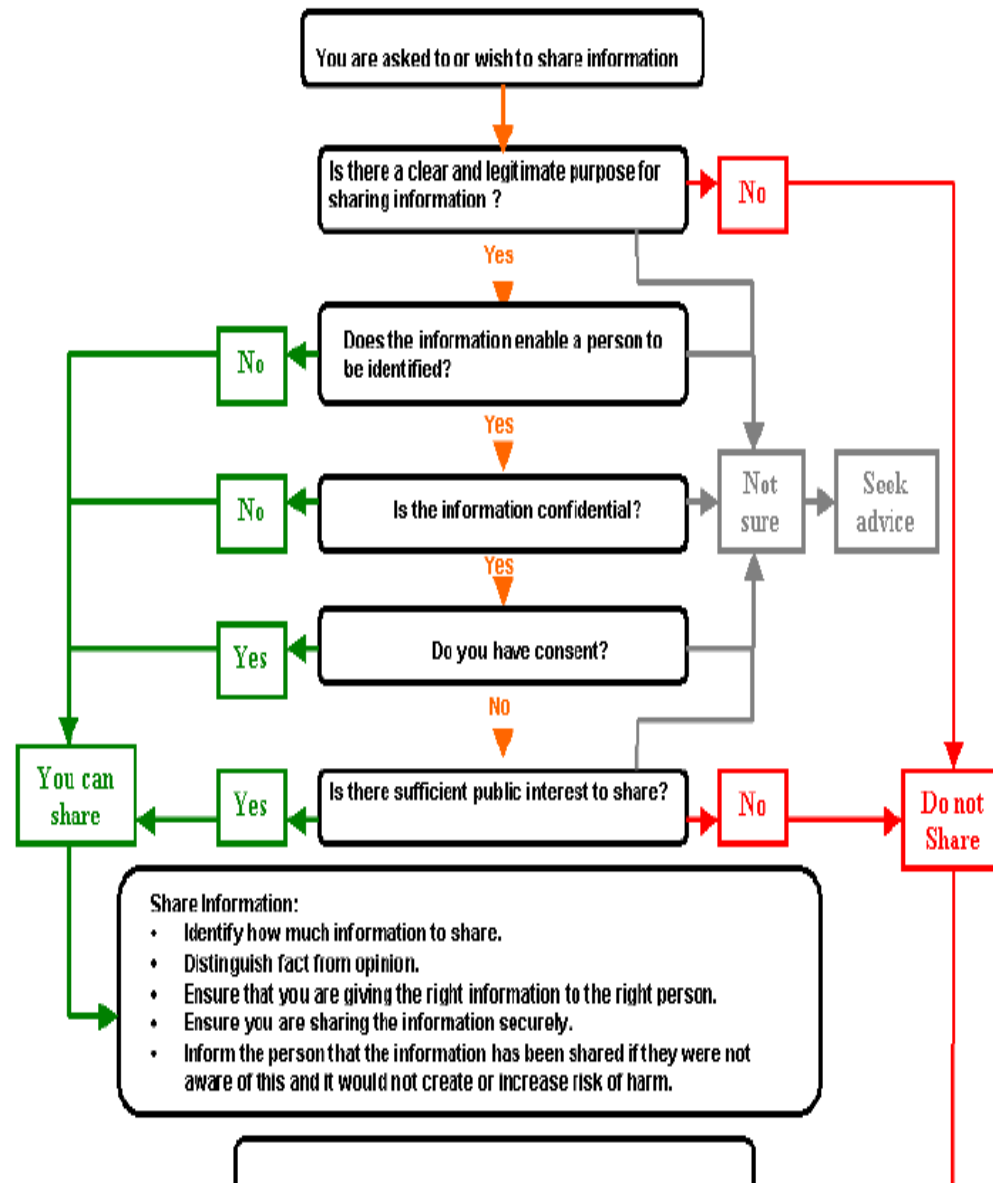 You are asked to or wish to share information
Is there a clear and legitimate purpose for
sharing information ?
No
Yes
Does the information enable a person to
be identified?
No
Yes
Is the information confidential?
No
Not
sure
Seek
advice
Yes
Do you have consent?
Yes
No
Is there sufficient public interest to share?
Yes
No
You can
share
Do not
Share
Share Information:
• Identify how much information to share.
• Distinguish fact from opinion.
• Ensure that you are giving the right information to the right person.
• Ensure you are sharing the information securely.
• Inform the person that the information has been shared if they were not
aware of this and it would not create or increase risk of harm.